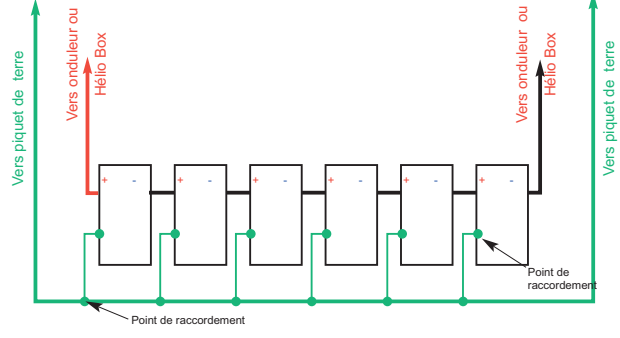 Vers piquet de terre
Vers onduleur ou
Hélio Box
Vers onduleur ou
Hélio Box
Vers piquet de terre
+ - + - + - + - + - + -
Point de
raccordement
Point de raccordement